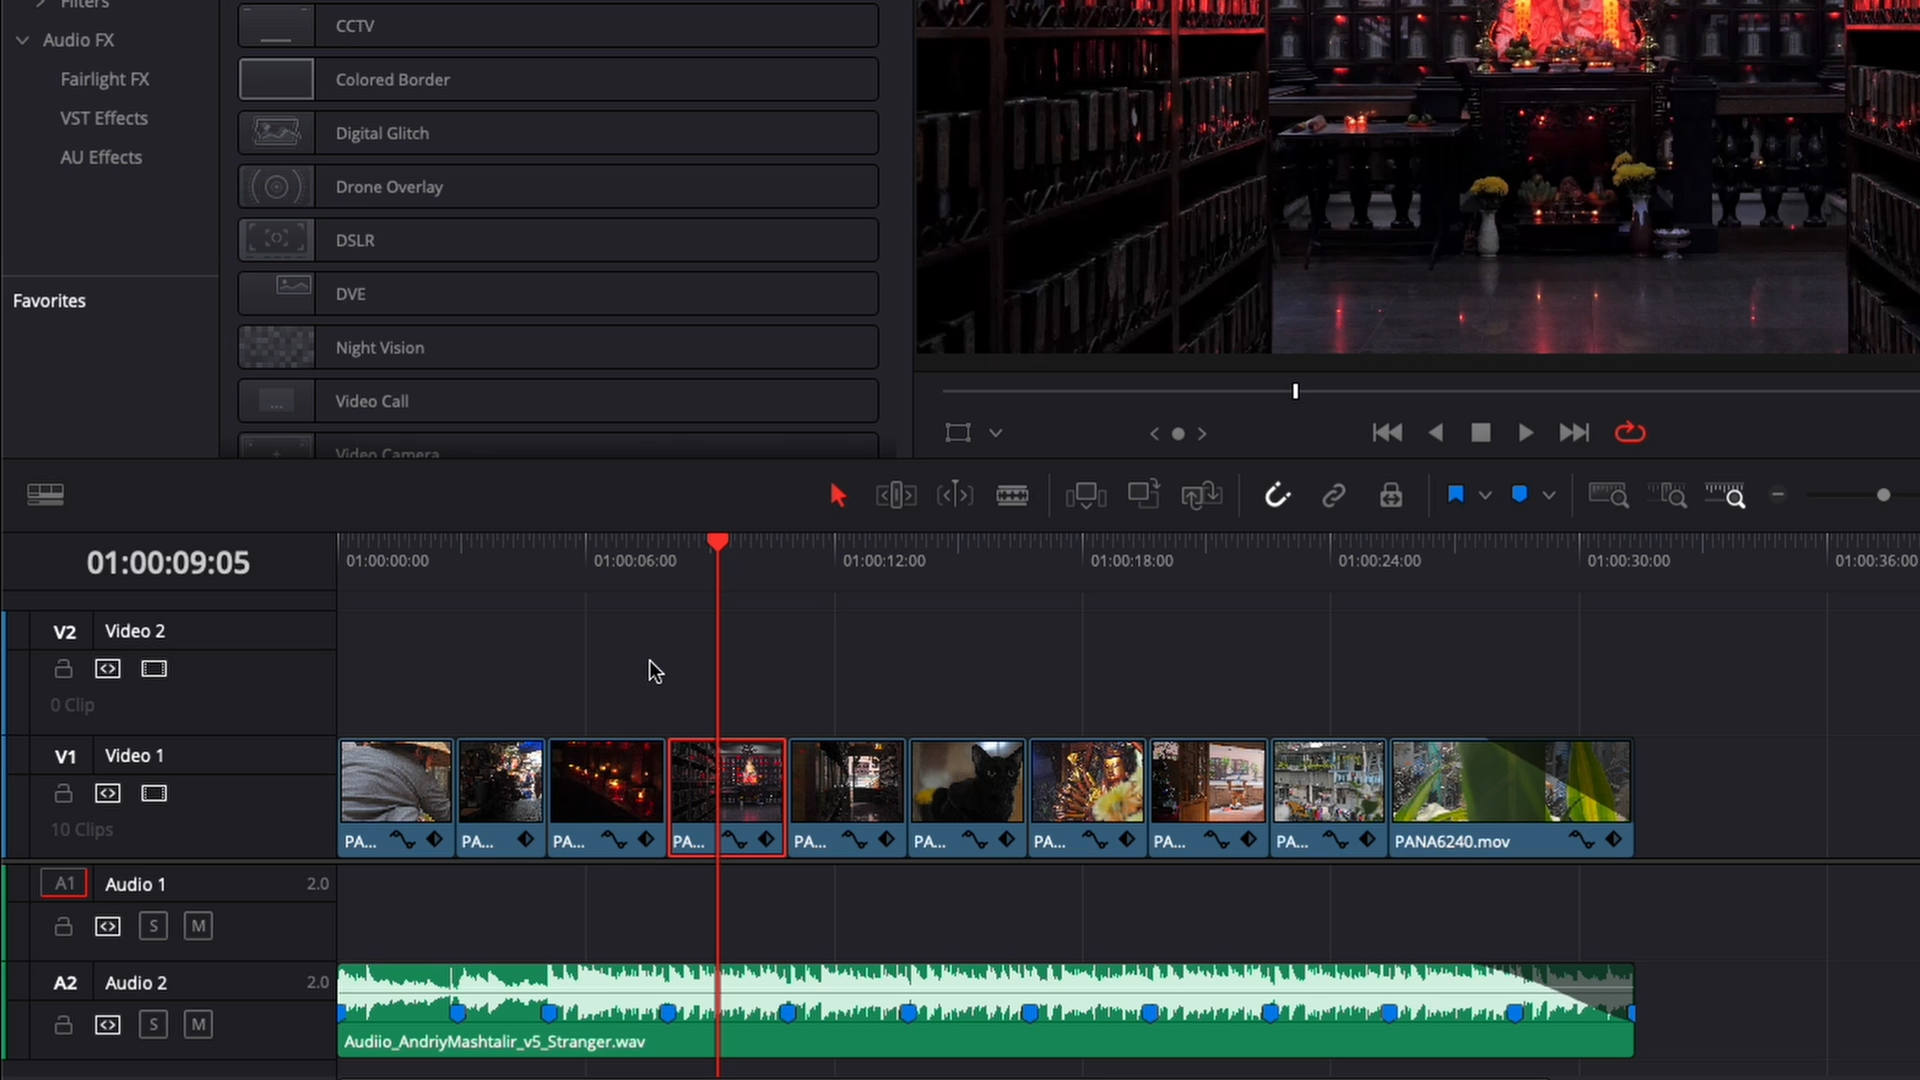 Filters
Audio FX
Fairlight FX
VST Effects
AU Effects
Favorites
CCTV
Colored Border
Digital Glitch
Drone Overlay
DSLR
DVE
Night Vision
Video Call
Video Camera
01:00:09:05
01:00:00:00
01:00:06:00
01:00:12:00
01:00:18:00
01:00:24:00
01:00:30:00
01:00:36:00
V2 Video 2
0 Clip
V1 Video 1
10 Clips
PA...
PA...
PA...
PA...
PA...
PA...
PA...
PA...
PA...
PANA6240.mov
A1 Audio 1 2.0
S M
A2 Audio 2 2.0
S M
Audiio_AndriyMashtalir_v5_Stranger.wav